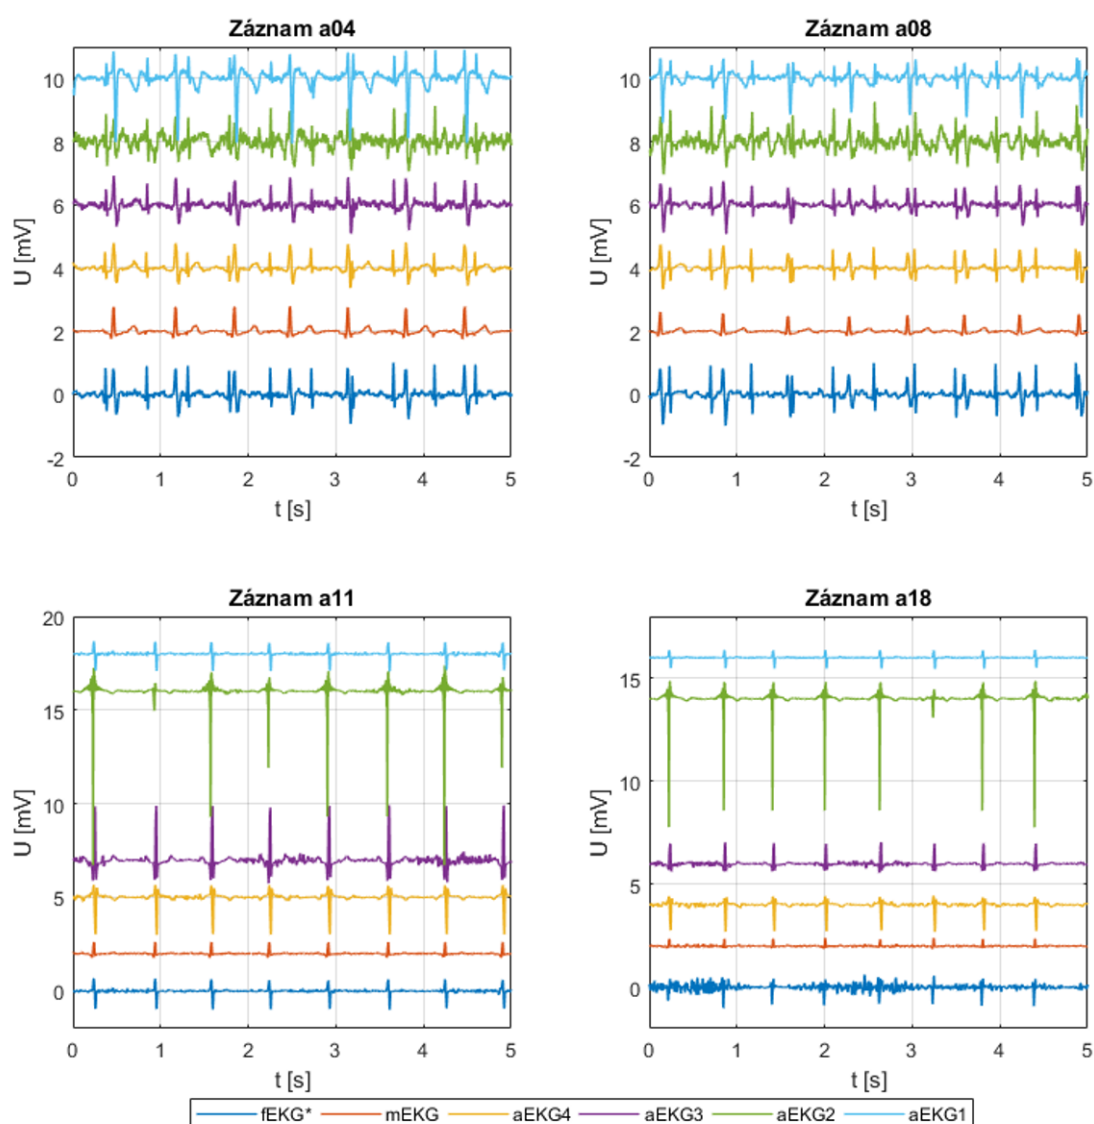 Záznam a04
10
8
6
4
2
0
-2
U [mV]
0 1 2 3 4 5
t [s]
Záznam a08
10
8
6
4
2
0
-2
U [mV]
0 1 2 3 4 5
t [s]
Záznam a11
20
15
10
5
0
U [mV]
0 1 2 3 4 5
t [s]
Záznam a18
15
10
5
0
U [mV]
0 1 2 3 4 5
t [s]
fEKG* mEKG aEKG4 aEKG3 aEKG2 aEKG1